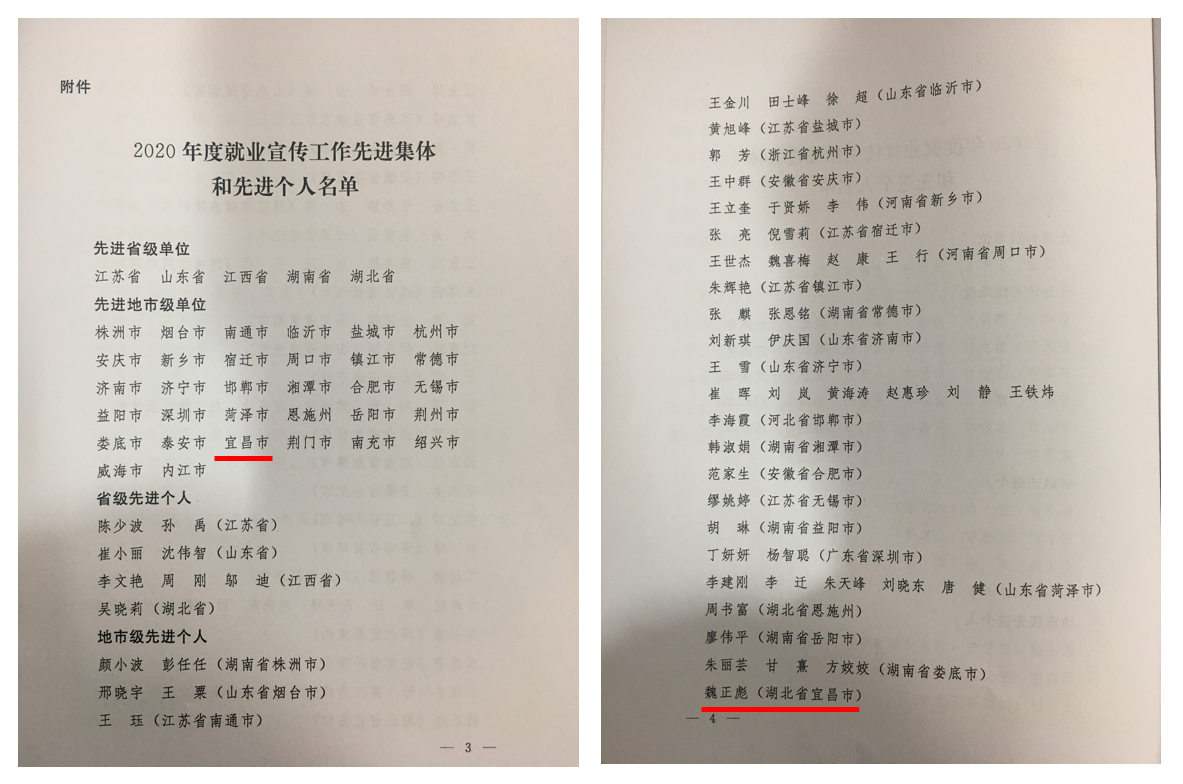 附件
2020 年度就业宣传工作先进集体
和先进个人名单
先进省级单位
江苏省 山东省 江西省 湖南省 湖北省
先进地市级单位
株洲市 烟台市 南通市 临沂市 盐城市 杭州市
安庆市 新乡市 宿迁市 周口市 镇江市 常德市
济南市 济宁市 邯郸市 湘潭市 合肥市 无锡市
益阳市 深圳市 菏泽市 恩施州 岳阳市 荆州市
娄底市 泰安市 宜昌市 荆门市 南充市 绍兴市
威海市 内江市
省级先进个人
陈少波 孙 禹（江苏省）
崔小丽 沈伟智（山东省）
李文艳 周 刚 邬 迪（江西省）
吴晓莉（湖北省）
地市级先进个人
颜小波 彭任任（湖南省株洲市）
邢晓宇 王 粟（山东省烟台市）
王 珏（江苏省南通市）
— 3 —
王金川 田士峰 徐 超（山东省临沂市）
黄旭峰（江苏省盐城市）
郭 芳（浙江省杭州市）
王中群（安徽省安庆市）
王立奎 于贤娇 李 伟（河南省新乡市）
张 亮 倪雪莉（江苏省宿迁市）
王世杰 魏喜梅 赵 康 王 行（河南省周口市）
朱辉艳（江苏省镇江市）
张 麒 张恩铭（湖南省常德市）
刘新琪 伊庆国（山东省济南市）
王 雪（山东省济宁市）
崔 晖 刘 岚 黄海涛 赵惠珍 刘 静 王铁炜
李海霞（河北省邯郸市）
韩淑娟（湖南省湘潭市）
范家生（安徽省合肥市）
缪姚婷（江苏省无锡市）
胡 琳（湖南省益阳市）
丁妍妍 杨智聪（广东省深圳市）
李建刚 李 迁 朱天峰 刘晓东 唐 健（山东省菏泽市）
周书富（湖北省恩施州）
廖伟平（湖南省岳阳市）
朱丽芸 甘 熹 方姣姣（湖南省娄底市）
魏正彪（湖北省宜昌市）
— 4 —